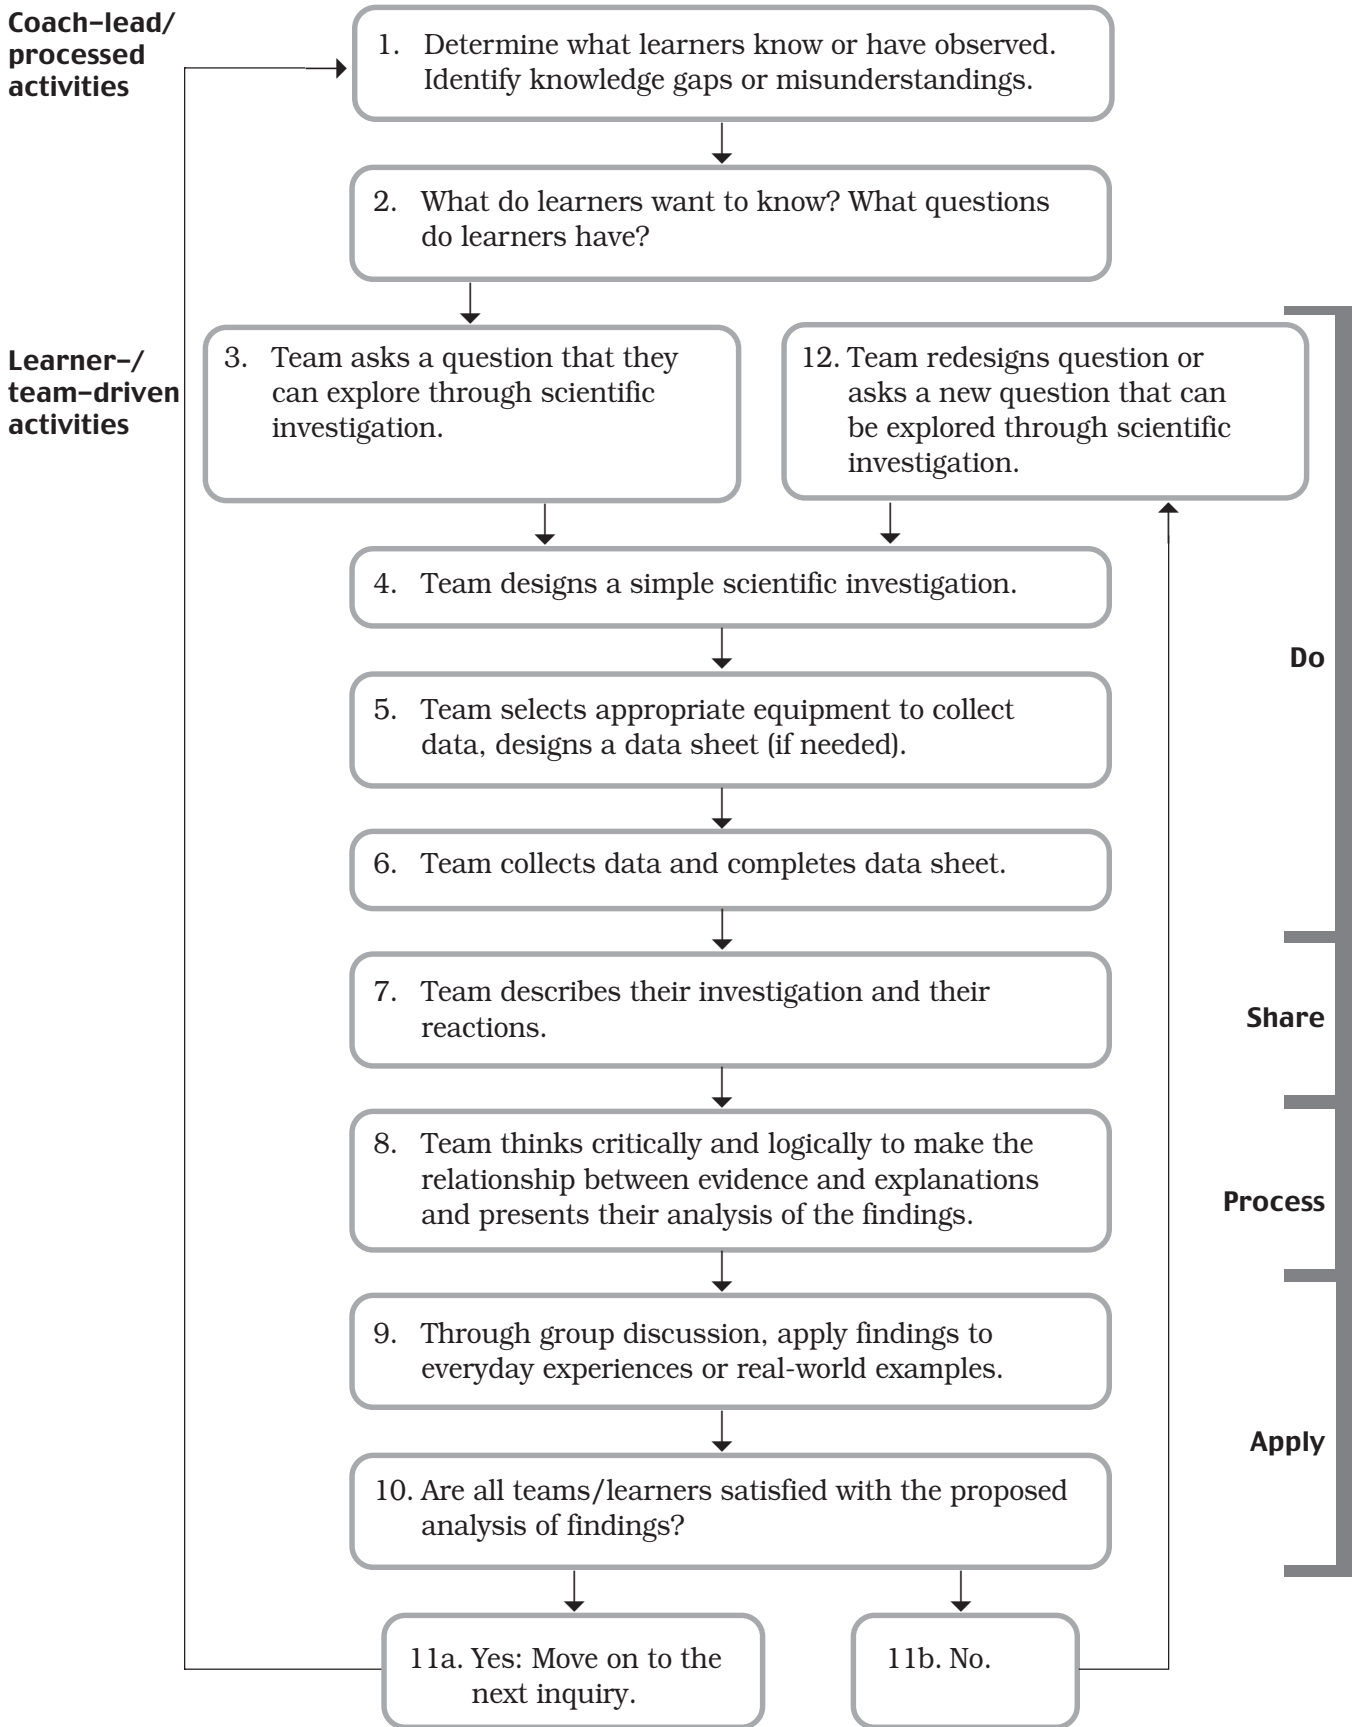 Coach–lead/
processed
activities
1. Determine what learners know or have observed.
Identify knowledge gaps or misunderstandings.
2. What do learners want to know? What questions
do learners have?
Learner–/
team–driven
activities
3. Team asks a question that they
can explore through scientific
investigation.
12. Team redesigns question or
asks a new question that can
be explored through scientific
investigation.
4. Team designs a simple scientific investigation.
Do
5. Team selects appropriate equipment to collect
data, designs a data sheet (if needed).
6. Team collects data and completes data sheet.
7. Team describes their investigation and their
reactions.
Share
8. Team thinks critically and logically to make the
relationship between evidence and explanations
and presents their analysis of the findings.
Process
9. Through group discussion, apply findings to
everyday experiences or real-world examples.
Apply
10. Are all teams/learners satisfied with the proposed
analysis of findings?
11a. Yes: Move on to the
next inquiry.
11b. No.